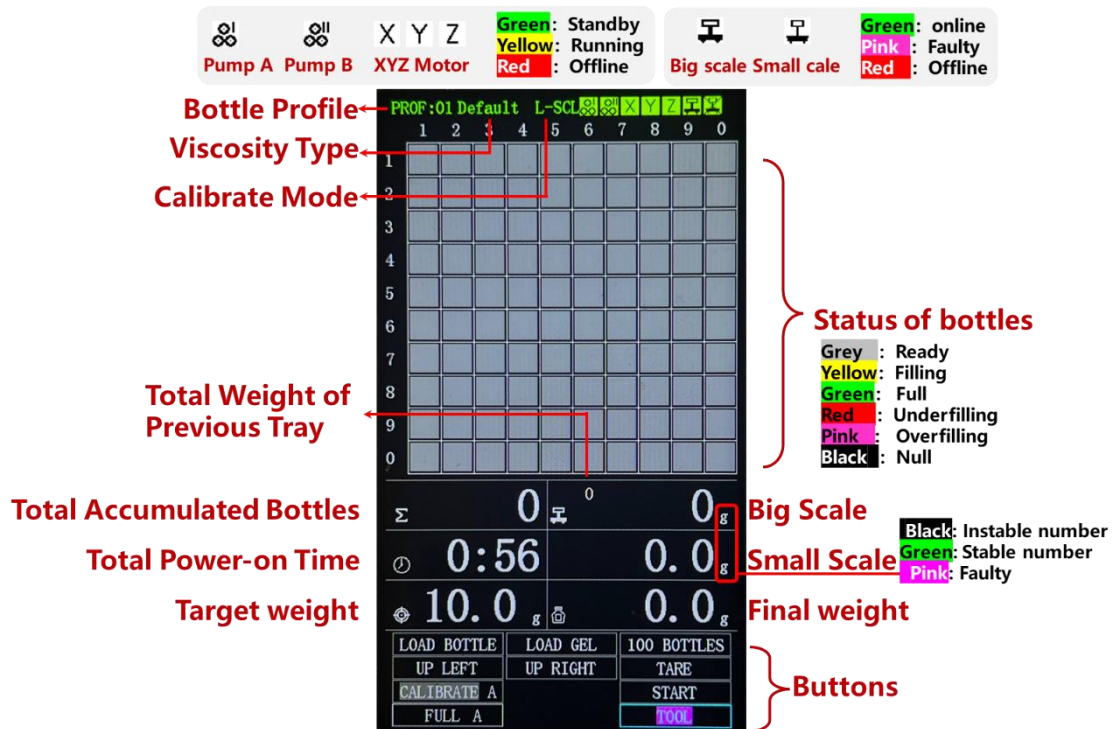 Pump A Pump B XYZ Motor
X Y Z
Green: Standby
Yellow: Running
Red : Offline
Big scale Small cale
Green: online
Pink : Faulty
Red : Offline
Bottle Profile
Viscosity Type
Calibrate Mode
PROF:01 Default L-SCL X Y Z
1 2 3 4 5 6 7 8 9 0
1
2
3
4
5
6
7
8
9
0
Status of bottles
Grey : Ready
Yellow: Filling
Green: Full
Red : Underfilling
Pink : Overfilling
Black : Null
Total Weight of
Previous Tray
Total Accumulated Bottles
Σ 0 0 0 g
Big Scale
Total Power-on Time
0:56 0.0 g
Small Scale
Black: Instable number
Green: Stable number
Pink: Faulty
Target weight
10.0 g 0.0 g
Final weight
LOAD BOTTLE LOAD GEL 100 BOTTLES
UP LEFT UP RIGHT TARE
CALIBRATE A START
FULL A TOOL
Buttons